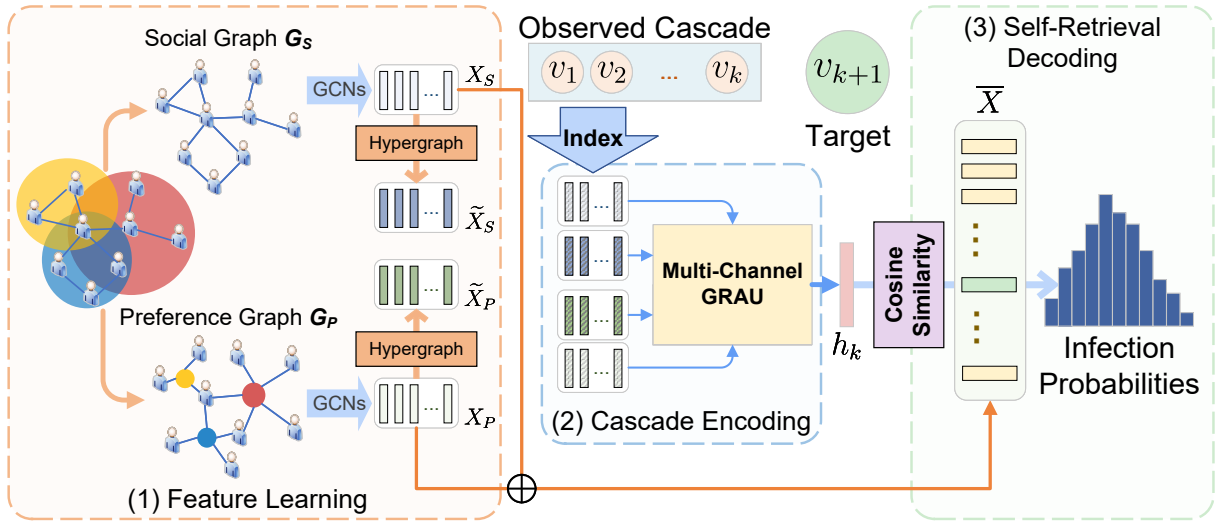 Social Graph G_S
GCNs
X_S
Hypergraph
X̃_S
X̃_P
Preference Graph G_P
Hypergraph
GCNs
X_P
(1) Feature Learning
Observed Cascade
v_1 v_2 ... v_k
Index
v_{k+1}
Target
Multi-Channel
GRAU
h_k
(2) Cascade Encoding
Cosine
Similarity
(3) Self-Retrieval
Decoding
X̅
Infection
Probabilities